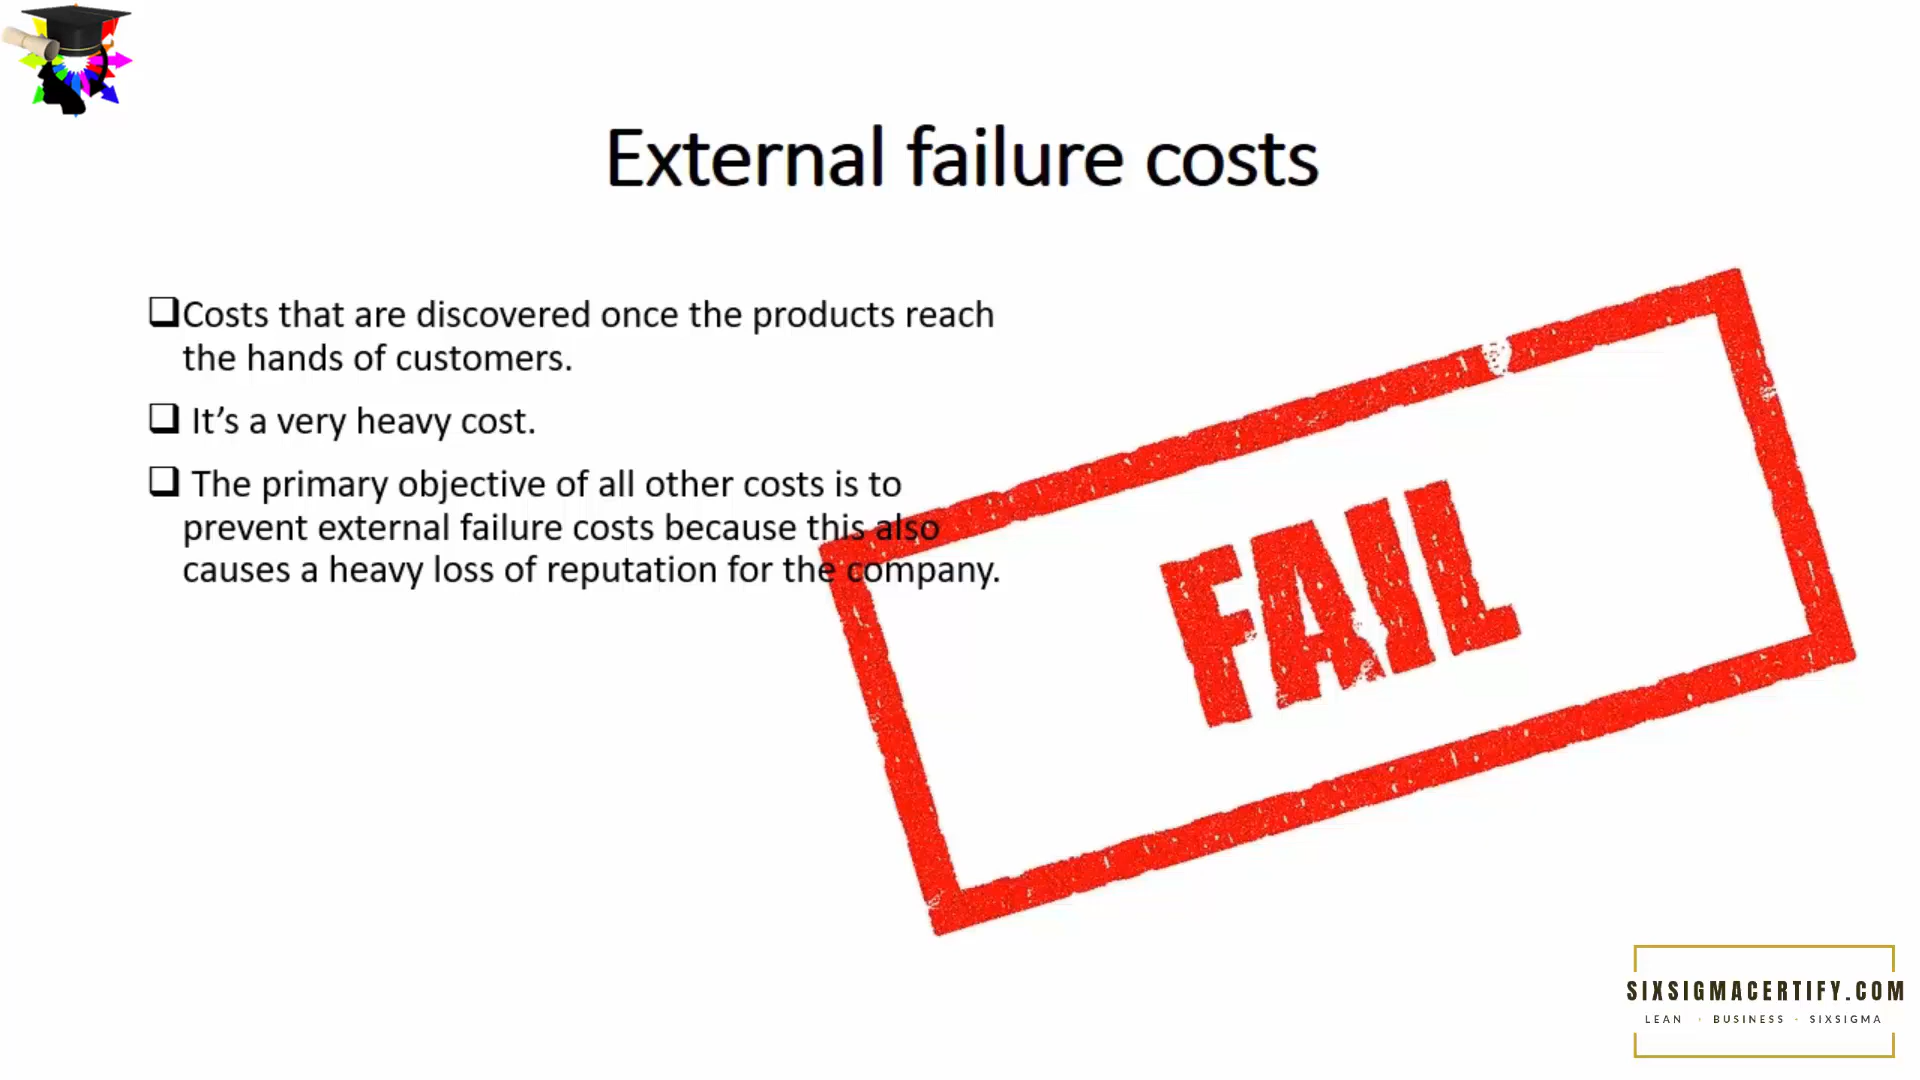 External failure costs
Costs that are discovered once the products reach
the hands of customers.
It’s a very heavy cost.
The primary objective of all other costs is to
prevent external failure costs because this also
causes a heavy loss of reputation for the company.
FAIL
SIXSIGMACERTIFY.COM
LEAN · BUSINESS · SIXSIGMA